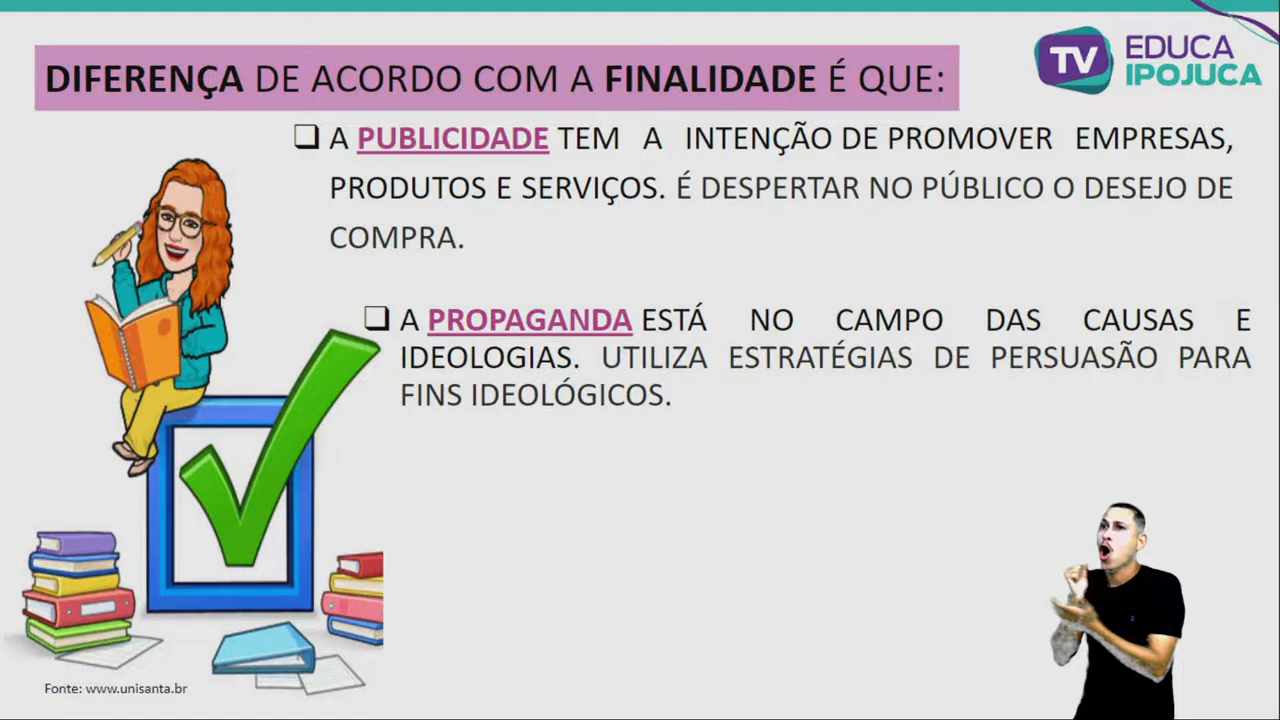 DIFERENÇA DE ACORDO COM A FINALIDADE É QUE:
TV EDUCA
IPOJUCA
A PUBLICIDADE TEM A INTENÇÃO DE PROMOVER EMPRESAS,
PRODUTOS E SERVIÇOS. É DESPERTAR NO PÚBLICO O DESEJO DE
COMPRA.
A PROPAGANDA ESTÁ NO CAMPO DAS CAUSAS E
IDEOLOGIAS. UTILIZA ESTRATÉGIAS DE PERSUASÃO PARA
FINS IDEOLÓGICOS.
Fonte: www.unisanta.br